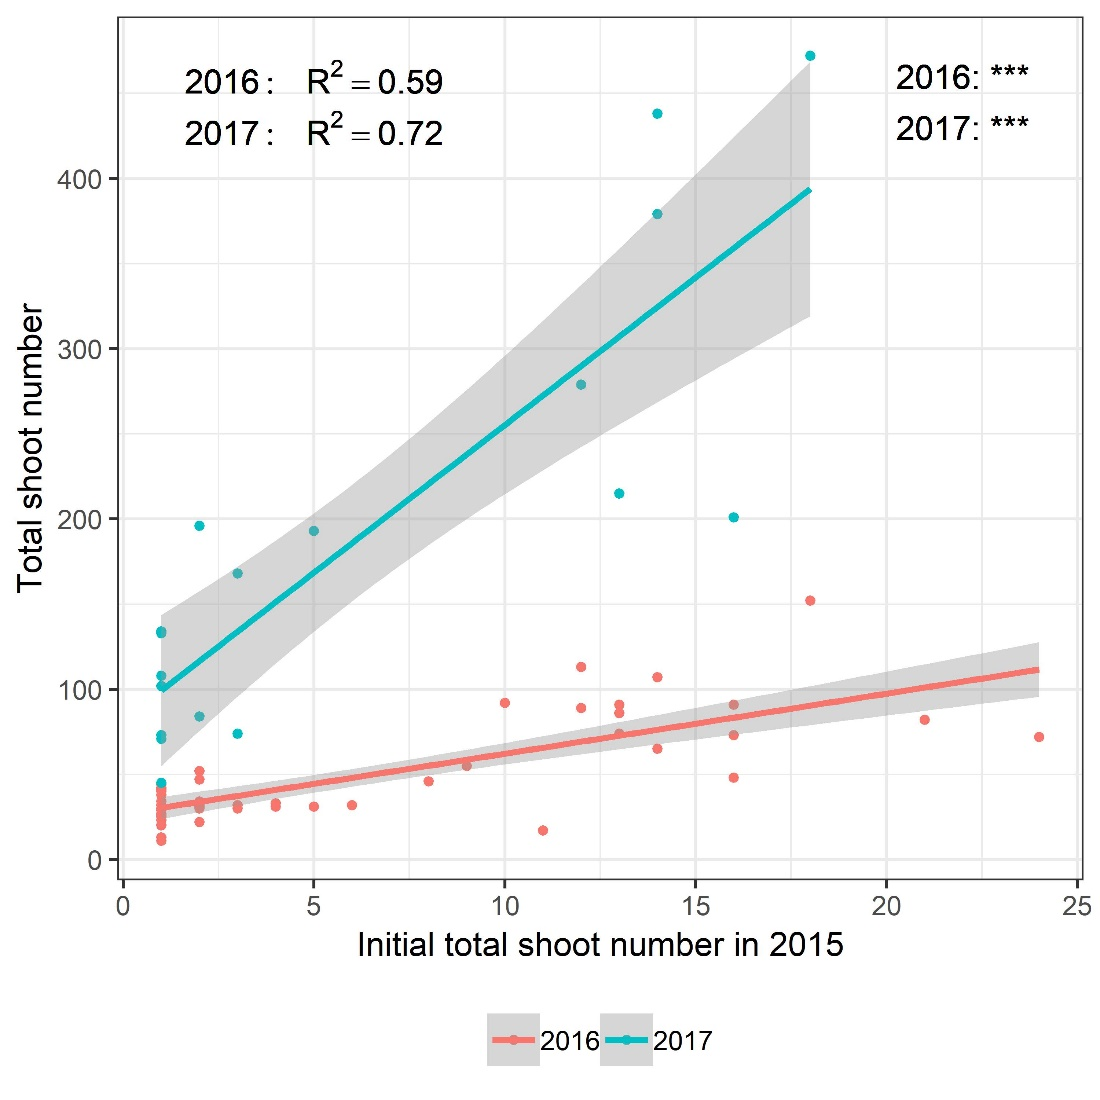 2016: R² = 0.59
2017: R² = 0.72
2016: ***
2017: ***
Total shoot number
400
300
200
100
0
0 5 10 15 20 25
Initial total shoot number in 2015
2016 2017